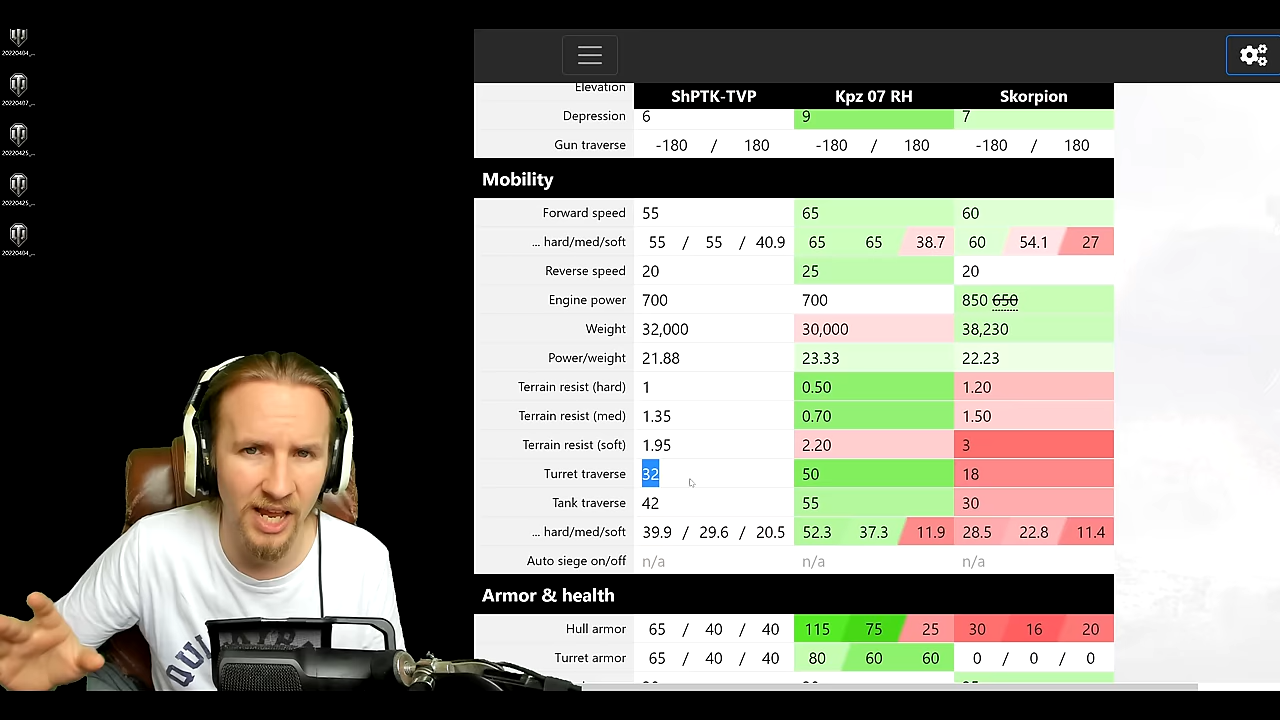 20220404_...
20220407_...
20220425_...
20220425_...
20220404_...
Elevation
ShPTK-TVP Kpz 07 RH Skorpion
Depression 6 9 7
Gun traverse -180 / 180 -180 / 180 -180 / 180
Mobility
Forward speed 55 65 60
... hard/med/soft 55 / 55 / 40.9 65 65 38.7 60 54.1 27
Reverse speed 20 25 20
Engine power 700 700 850 650
Weight 32,000 30,000 38,230
Power/weight 21.88 23.33 22.23
Terrain resist (hard) 1 0.50 1.20
Terrain resist (med) 1.35 0.70 1.50
Terrain resist (soft) 1.95 2.20 3
Turret traverse 32 50 18
Tank traverse 42 55 30
... hard/med/soft 39.9 / 29.6 / 20.5 52.3 37.3 11.9 28.5 22.8 11.4
Auto siege on/off n/a n/a n/a
Armor & health
Hull armor 65 / 40 / 40 115 75 25 30 16 20
Turret armor 65 / 40 / 40 80 60 60 0 / 0 / 0